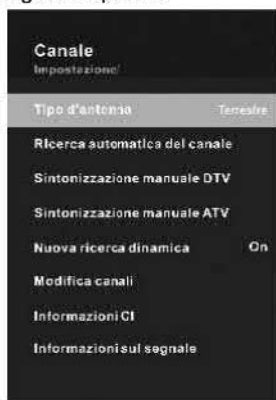 Canale
Impostazione/
Tipo d'antenna Terrestre
Ricerca automatica del canale
Sintonizzazione manuale DTV
Sintonizzazione manuale ATV
Nuova ricerca dinamica On
Modifica canali
Informazioni CI
Informazioni sul segnale